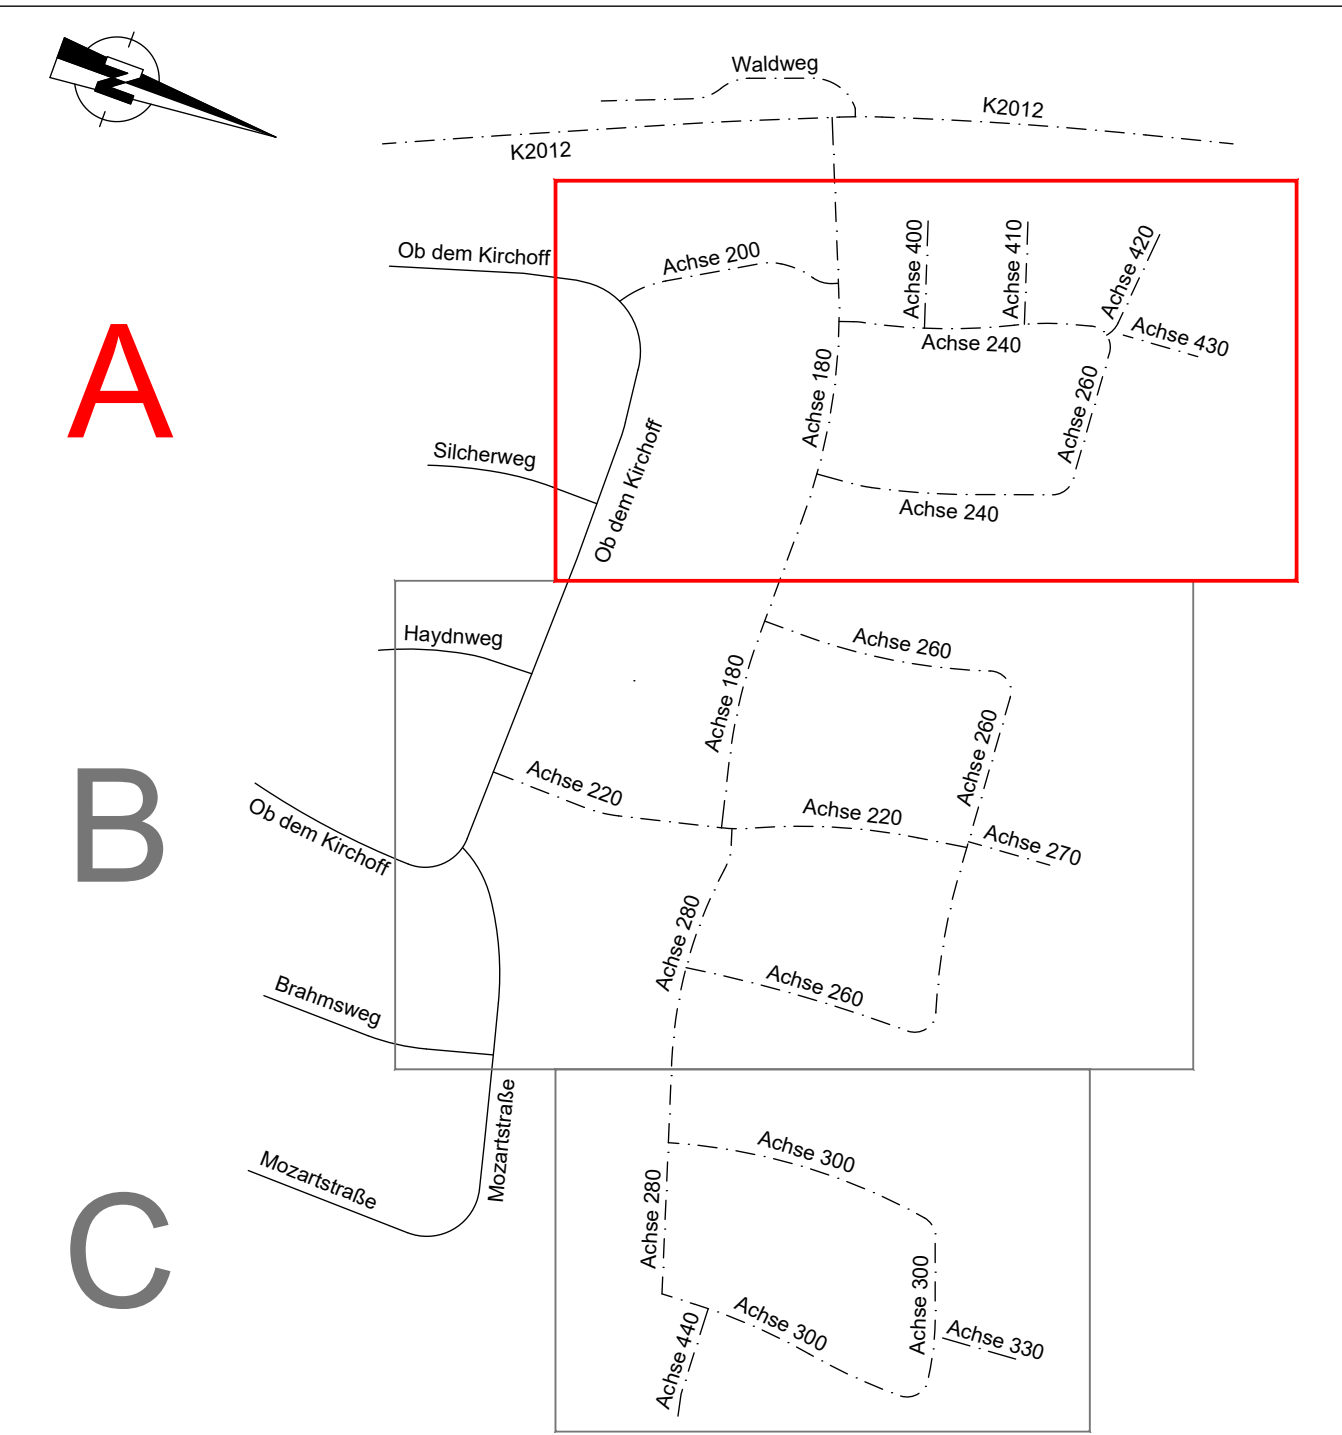 N
Waldweg
K2012
K2012
Ob dem Kirchoff
Achse 200
Achse 400
Achse 410
Achse 420
Achse 430
Achse 240
A
Achse 180
Achse 260
Silcherweg
Ob dem Kirchoff
Achse 240
Haydnweg
Achse 260
Achse 180
Achse 260
B
Achse 220
Achse 220
Achse 270
Ob dem Kirchoff
Achse 280
Achse 260
Brahmsweg
Mozartstraße
Achse 300
Mozartstraße
C
Achse 280
Achse 300
Achse 300
Achse 330
Achse 440